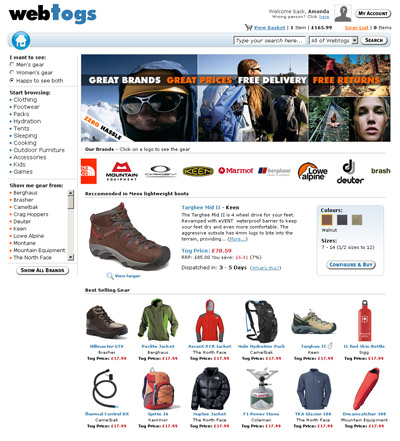 webtogs
Welcome back, Amanda
Wrong person? Click here
MY ACCOUNT
View Basket | 1 Item | £165.99
Gear List | 0 Items
Type your search here...
All of Webtogs
SEARCH
I want to see:
Men's gear
Women's gear
Happy to see both
Start browsing:
Clothing
Footwear
Packs
Hydration
Tents
Sleeping
Cooking
Outdoor Furniture
Accessories
Kids
Games
Show me gear from:
Berghaus
Brasher
Camelbak
Crag Hoppers
Deuter
Keen
Lowe Alpine
Montane
Mountain Equipment
The North Face
SHOW ALL BRANDS
GREAT BRANDS GREAT PRICES FREE DELIVERY FREE RETURNS
ZERO HASSLE
Our Brands - Click on a logo to see the gear
MOUNTAIN
EQUIPMENT
KEEN
Marmot
berghaus
Lowe
alpine
deuter
brash
Reccomended in Mens lightweight boots
Targhee Mid II - Keen
The Targhee Mid II is 4 wheel drive for your feet.
Revamped with eVENT waterproof barrier to
keep your feet dry and even more comfortable. The
aggressive outsole has 4mm lugs to bite into the
terrain, providing... (More...)
Tog Price: £78.59
RRP: £85.00 You save: £6.41 (7%)
Dispatched in: 3 - 5 Days (What's this?)
View larger
Colours:
Walnut
Sizes:
7 - 14 (1/2 sizes to 12)
CONFIGURE & BUY
Best Selling Gear
Hillmaster GTX
Brasher
Tog Price: £17.99
Paclite Jacket
Berghaus
Tog Price: £17.99
Ascent XCR Jacket
The North Face
Tog Price: £17.99
Mule Hydration Pack
Camelbak
Tog Price: £17.99
Targhee II
Keen
Tog Price: £17.99
1L Red Skin Bottle
Sigg
Tog Price: £17.99
Thermal Control Kit
Camelbak
Tog Price: £17.99
Sprite 16
Kammor
Tog Price: £17.99
Nuptse Jacket
The North Face
Tog Price: £17.99
F1 Power Stove
Coleman
Tog Price: £17.99
TKA Glacier 100
The North Face
Tog Price: £17.99
Dreamcatcher 300
Mountain Equipment
Tog Price: £17.99